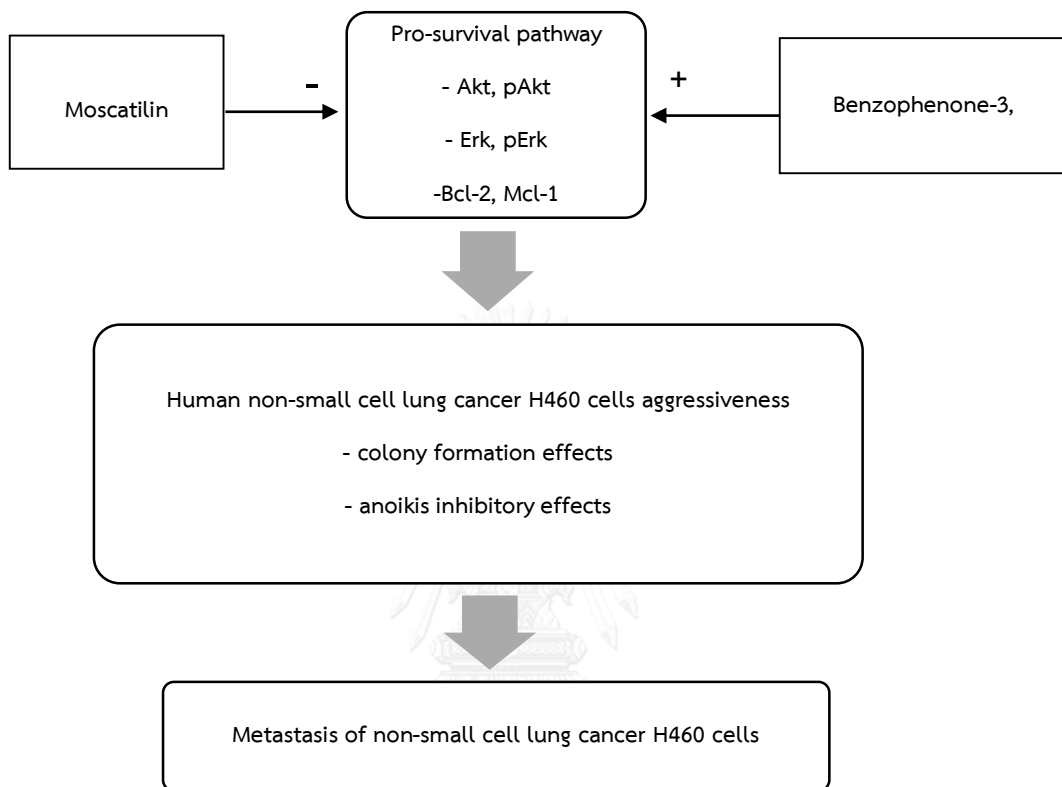 Pro-survival pathway
- Akt, pAkt
- Erk, pErk
-Bcl-2, Mcl-1
Moscatilin
-
+
Benzophenone-3,
Human non-small cell lung cancer H460 cells aggressiveness
- colony formation effects
- anoikis inhibitory effects
Metastasis of non-small cell lung cancer H460 cells